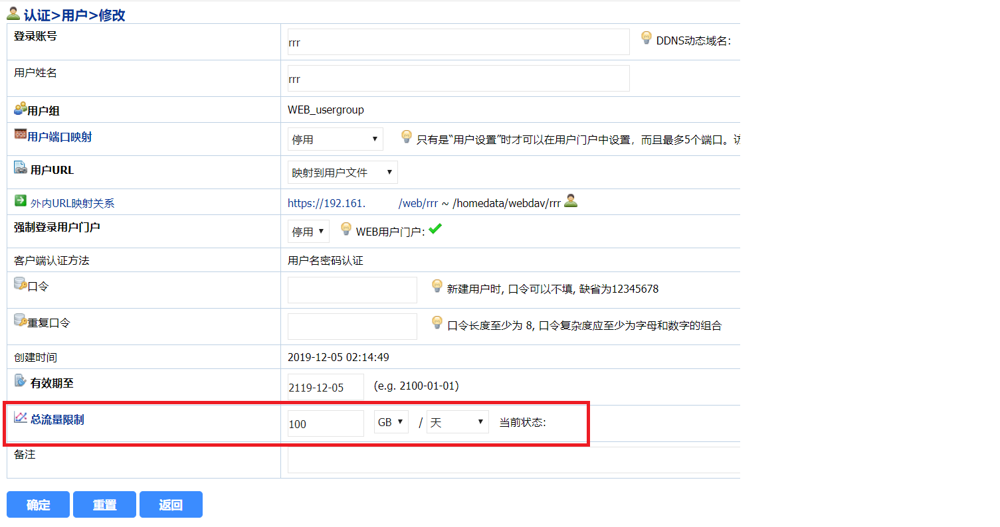 认证>用户>修改
登录账号 rrr DDNS动态域名:
用户姓名 rrr
用户组 WEB_usergroup
用户端口映射 停用 只有是“用户设置”时才可以在用户门户中设置，而且最多5个端口。访
用户URL 映射到用户文件
外内URL映射关系 https://192.161. /web/rrr ~ /homedata/webdav/rrr
强制登录用户门户 停用 WEB用户门户:
客户端认证方法 用户名密码认证
口令 新建用户时, 口令可以不填, 缺省为12345678
重复口令 口令长度至少为 8, 口令复杂度应至少为字母和数字的组合
创建时间 2019-12-05 02:14:49
有效期至 2119-12-05 (e.g. 2100-01-01)
总流量限制 100 GB / 天 当前状态:
备注
确定 重置 返回